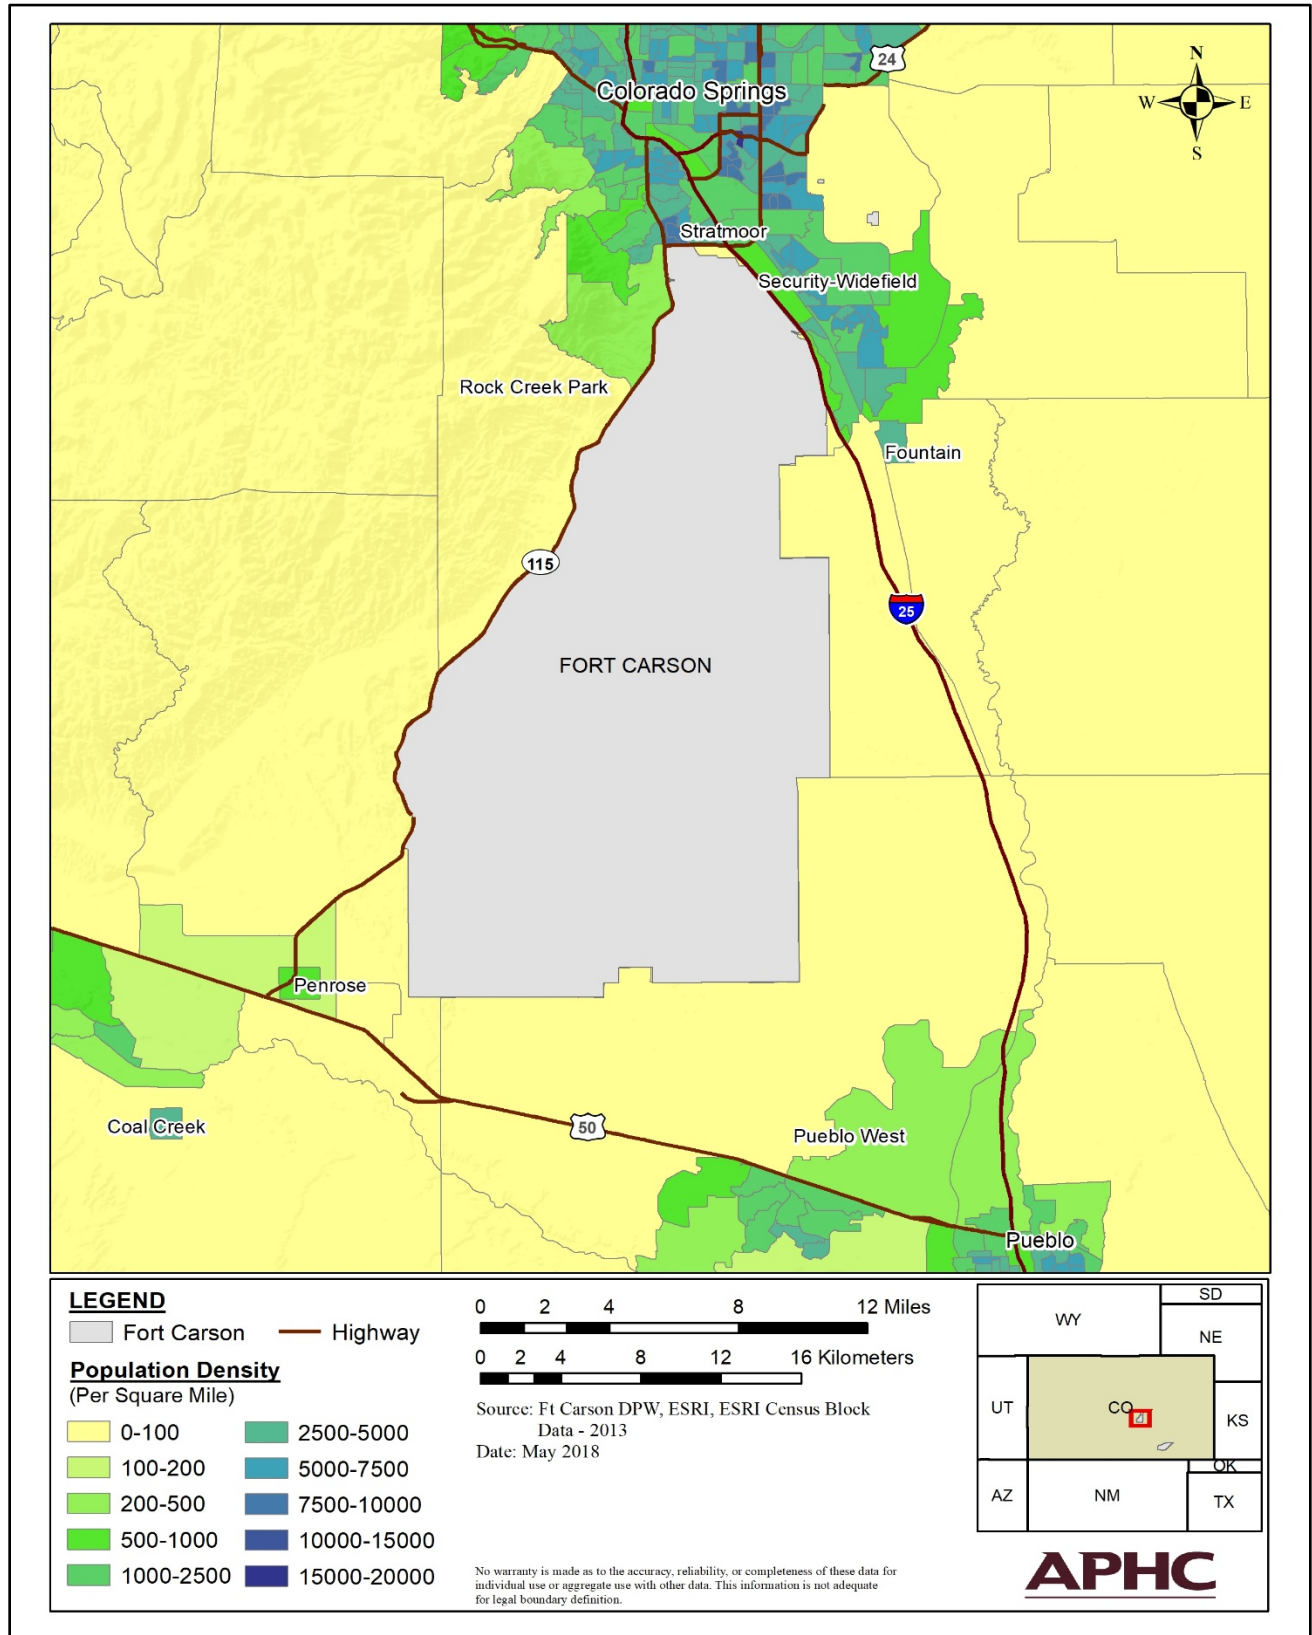 24
N
W E
S
Colorado Springs
Stratmoor
Security-Widefield
Rock Creek Park
Fountain
115
25
FORT CARSON
Penrose
Coal Creek
50
Pueblo West
Pueblo
LEGEND
Fort Carson
Highway
Population Density
(Per Square Mile)
0-100
100-200
200-500
500-1000
1000-2500
2500-5000
5000-7500
7500-10000
10000-15000
15000-20000
0 2 4 8 12 Miles
0 2 4 8 12 16 Kilometers
Source: Ft Carson DPW, ESRI, ESRI Census Block
Data - 2013
Date: May 2018
No warranty is made as to the accuracy, reliability, or completeness of these data for
individual use or aggregate use with other data. This information is not adequate
for legal boundary definition.
SD
WY
NE
UT
CO
KS
OK
AZ
NM
TX
APHC